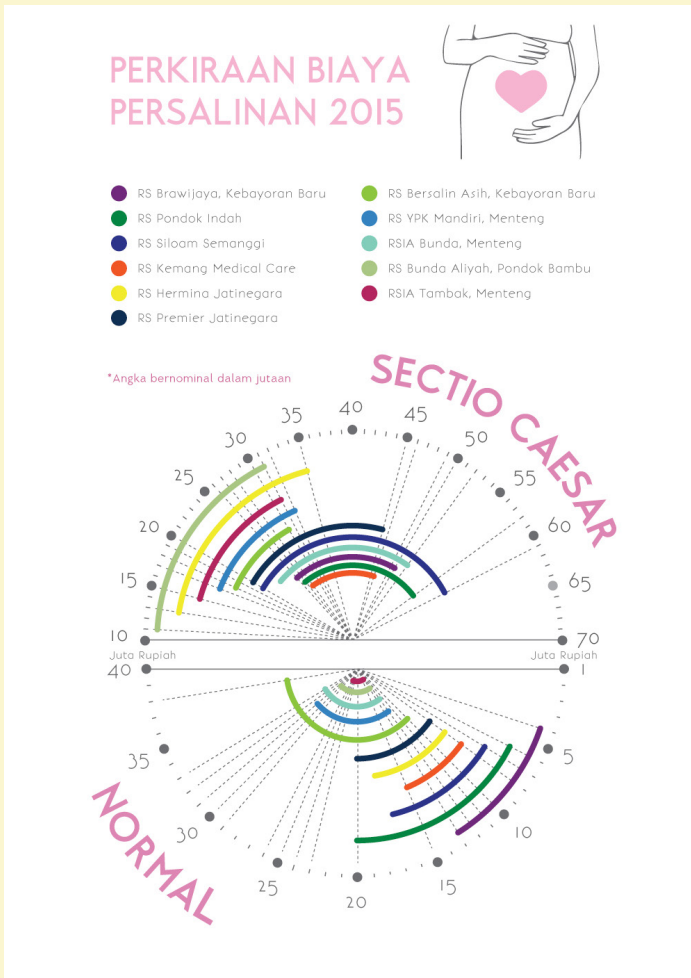 PERKIRAAN BIAYA
PERSALINAN 2015
RS Brawijaya, Kebayoran Baru
RS Pondok Indah
RS Siloam Semanggi
RS Kemang Medical Care
RS Hermina Jatinegara
RS Premier Jatinegara
RS Bersalin Asih, Kebayoran Baru
RS YPK Mandiri, Menteng
RSIA Bunda, Menteng
RS Bunda Aliyah, Pondok Bambu
RSIA Tambak, Menteng
*Angka bernominal dalam jutaan
SECTIO CAESAR
10
15
20
25
30
35
40
45
50
55
60
65
70
Juta Rupiah
Juta Rupiah
40
1
35
5
30
10
25
15
20
NORMAL